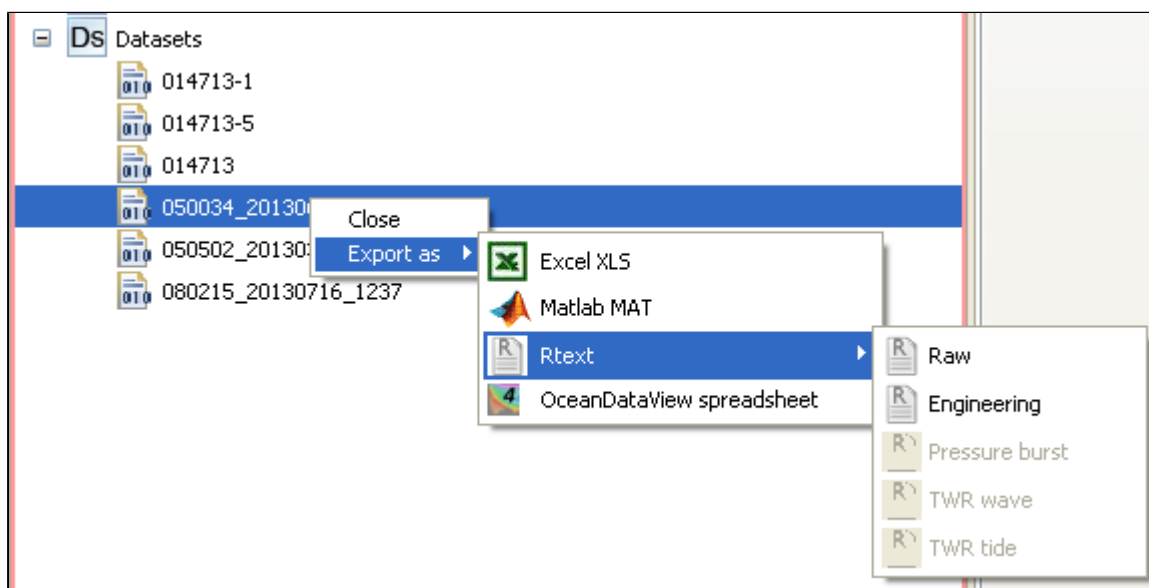 Ds Datasets
014713-1
014713-5
014713
050034_20130
050502_20130
080215_20130716_1237
Close
Export as
Excel XLS
Matlab MAT
Rtext
OceanDataView spreadsheet
Raw
Engineering
Pressure burst
TWR wave
TWR tide